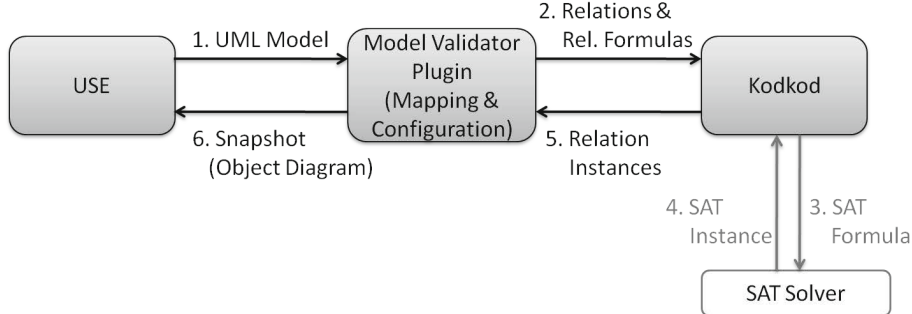 USE
1. UML Model
6. Snapshot
(Object Diagram)
Model Validator
Plugin
(Mapping &
Configuration)
2. Relations &
Rel. Formulas
5. Relation
Instances
Kodkod
4. SAT
Instance
3. SAT
Formula
SAT Solver